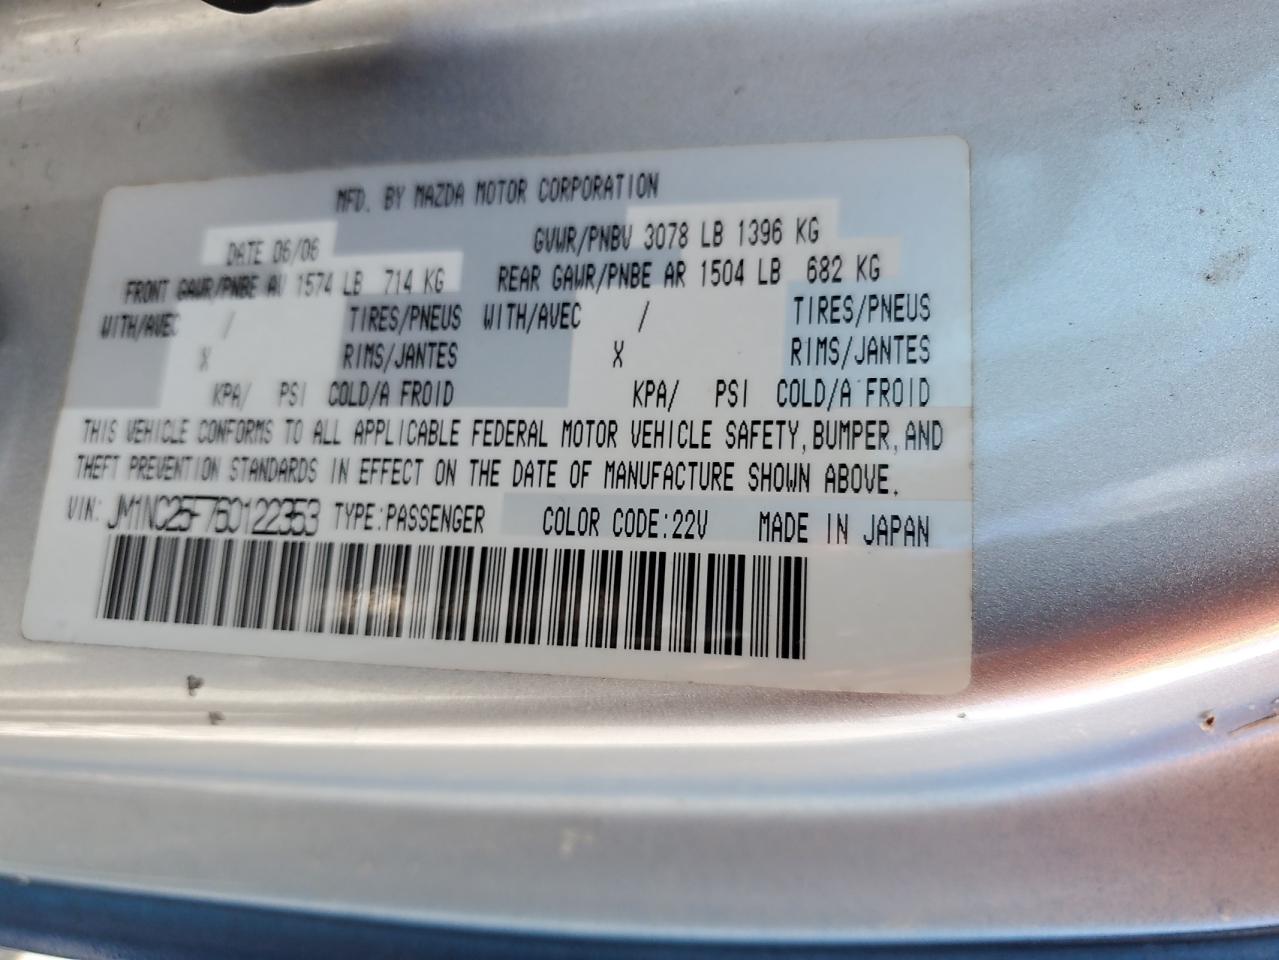 MFD. BY MAZDA MOTOR CORPORATION
DATE 06/06 GVWR/PNBV 3078 LB 1396 KG
FRONT GAWR/PNBE AV 1574 LB 714 KG REAR GAWR/PNBE AR 1504 LB 682 KG
WITH/AVEC / TIRES/PNEUS WITH/AVEC / TIRES/PNEUS
X RIMS/JANTES X RIMS/JANTES
KPA/ PSI COLD/A FROID KPA/ PSI COLD/A FROID
THIS VEHICLE CONFORMS TO ALL APPLICABLE FEDERAL MOTOR VEHICLE SAFETY, BUMPER, AND
THEFT PREVENTION STANDARDS IN EFFECT ON THE DATE OF MANUFACTURE SHOWN ABOVE.
VIN: JM1NC25F760122353 TYPE:PASSENGER COLOR CODE:22V MADE IN JAPAN